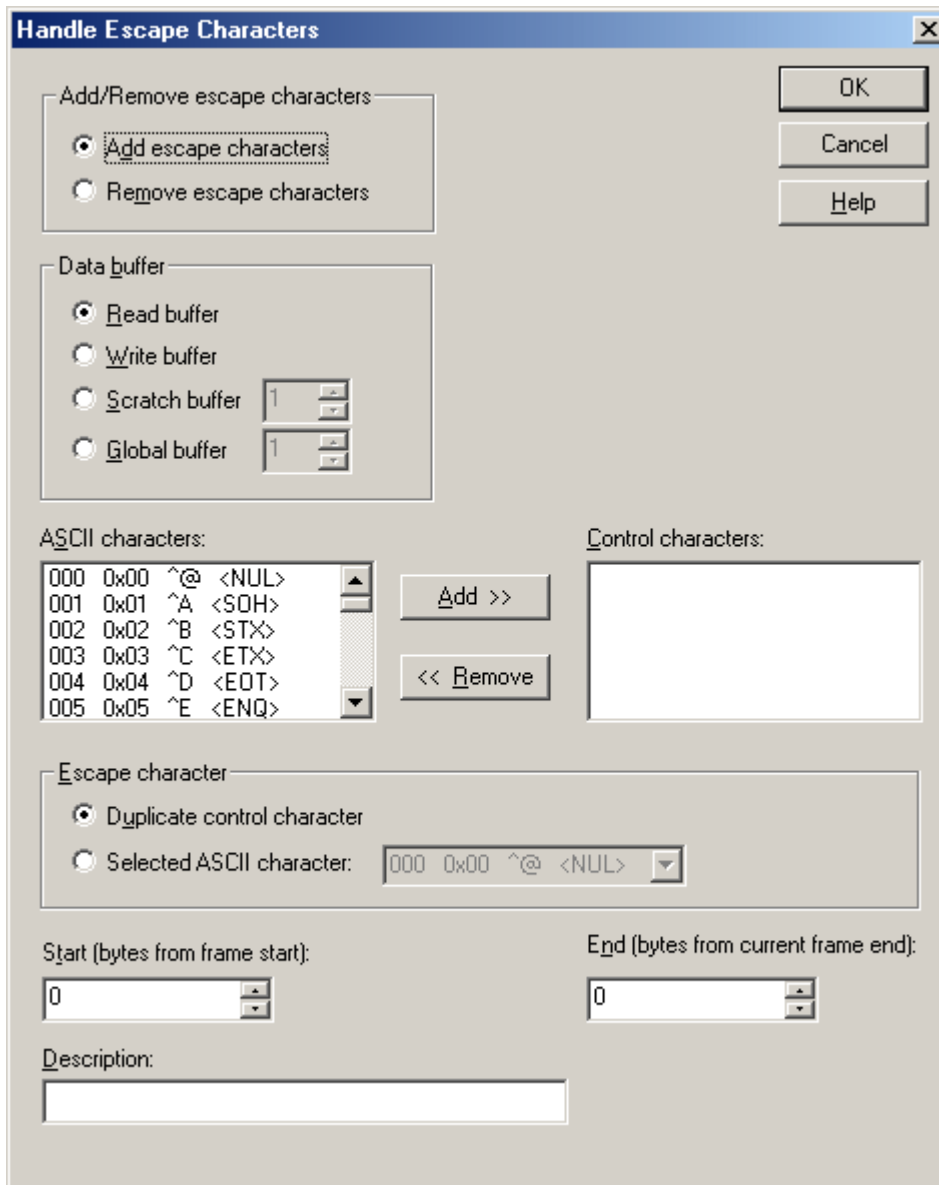 Handle Escape Characters
Add/Remove escape characters
Add escape characters
Remove escape characters
OK
Cancel
Help
Data buffer
Read buffer
Write buffer
Scratch buffer 1
Global buffer 1
ASCII characters:
000 0x00 ^@ <NUL>
001 0x01 ^A <SOH>
002 0x02 ^B <STX>
003 0x03 ^C <ETX>
004 0x04 ^D <EOT>
005 0x05 ^E <ENQ>
Add >>
<< Remove
Control characters:
Escape character
Duplicate control character
Selected ASCII character: 000 0x00 ^@ <NUL>
Start (bytes from frame start):
0
End (bytes from current frame end):
0
Description: